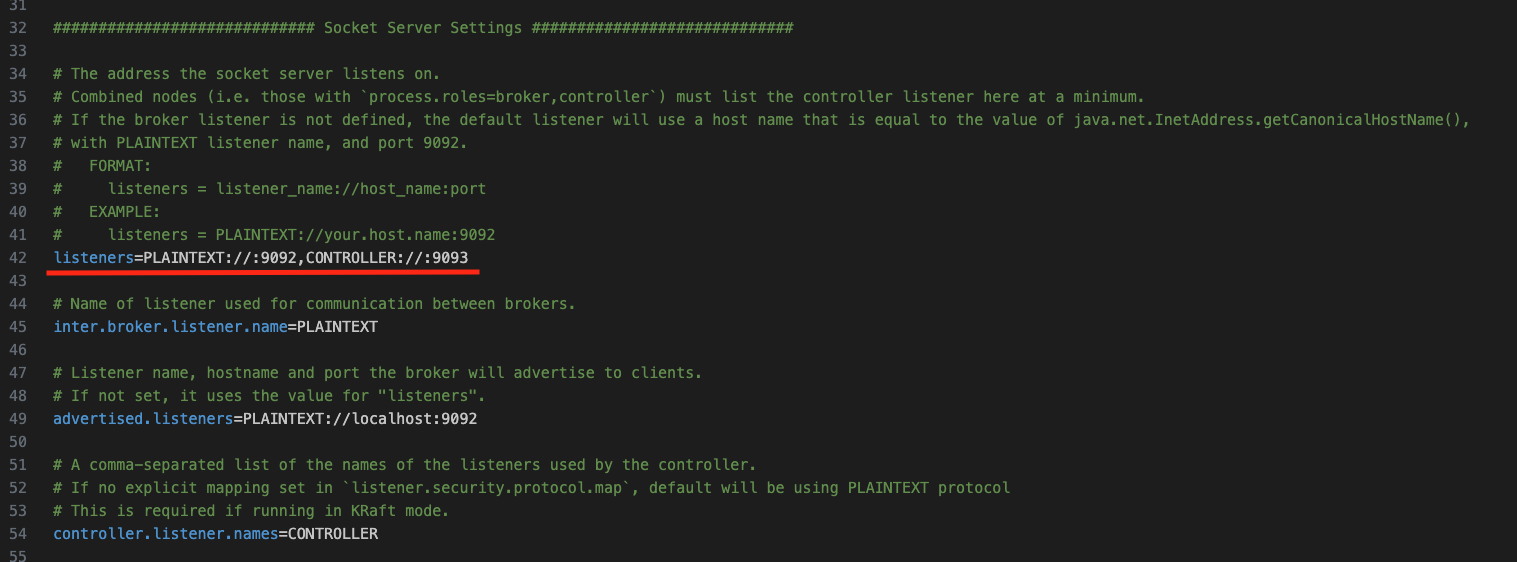 31
32 ############################# Socket Server Settings #############################
33
34 # The address the socket server listens on.
35 # Combined nodes (i.e. those with `process.roles=broker,controller`) must list the controller listener here at a minimum.
36 # If the broker listener is not defined, the default listener will use a host name that is equal to the value of java.net.InetAddress.getCanonicalHostName(),
37 # with PLAINTEXT listener name, and port 9092.
38 #   FORMAT:
39 #     listeners = listener_name://host_name:port
40 #   EXAMPLE:
41 #     listeners = PLAINTEXT://your.host.name:9092
42 listeners=PLAINTEXT://:9092,CONTROLLER://:9093
43
44 # Name of listener used for communication between brokers.
45 inter.broker.listener.name=PLAINTEXT
46
47 # Listener name, hostname and port the broker will advertise to clients.
48 # If not set, it uses the value for "listeners".
49 advertised.listeners=PLAINTEXT://localhost:9092
50
51 # A comma-separated list of the names of the listeners used by the controller.
52 # If no explicit mapping set in `listener.security.protocol.map`, default will be using PLAINTEXT protocol
53 # This is required if running in KRaft mode.
54 controller.listener.names=CONTROLLER
55